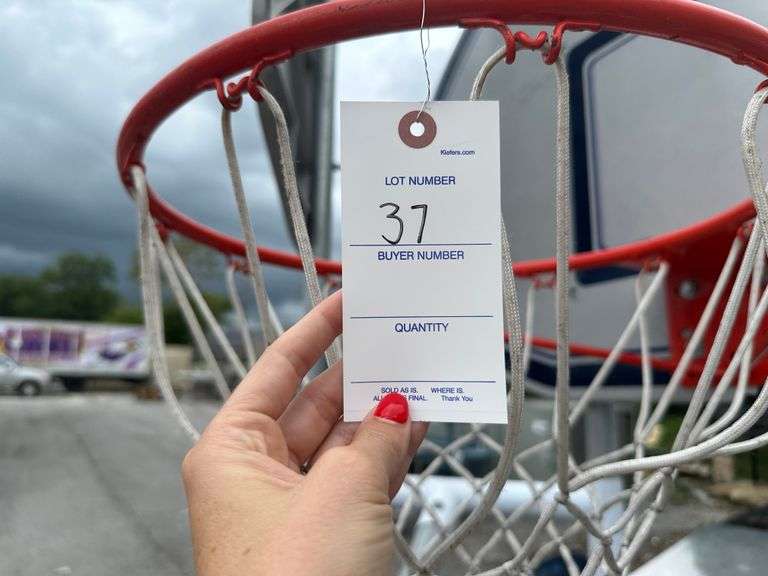 Kiefers.com
LOT NUMBER
37
BUYER NUMBER
QUANTITY
SOLD AS IS. WHERE IS.
FINAL. Thank You